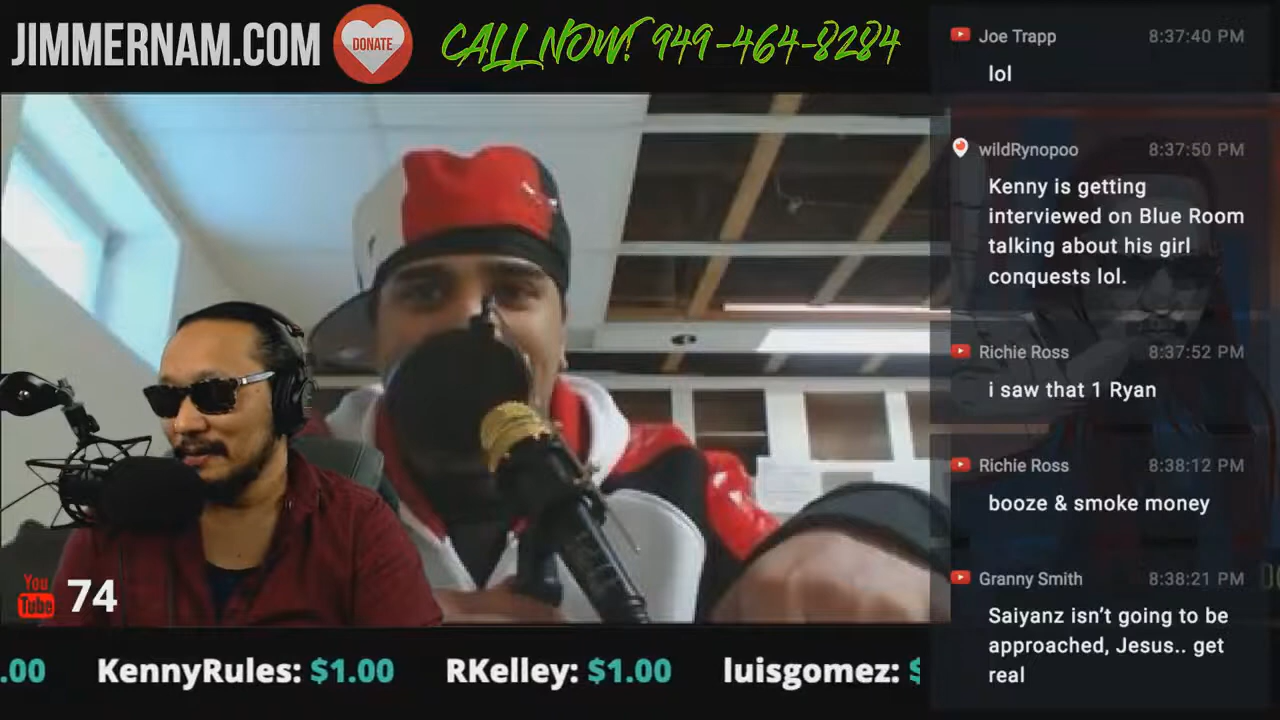 JIMMERNAM.COM
DONATE
CALL NOW! 949-464-8284
Joe Trapp 8:37:40 PM
lol
wildRynopoo 8:37:50 PM
Kenny is getting
interviewed on Blue Room
talking about his girl
conquests lol.
Richie Ross 8:37:52 PM
i saw that 1 Ryan
Richie Ross 8:38:12 PM
booze & smoke money
Granny Smith 8:38:21 PM
Saiyanz isn't going to be
approached, Jesus.. get
real
You
Tube
74
.00 KennyRules: $1.00 RKelley: $1.00 luisgomez: $